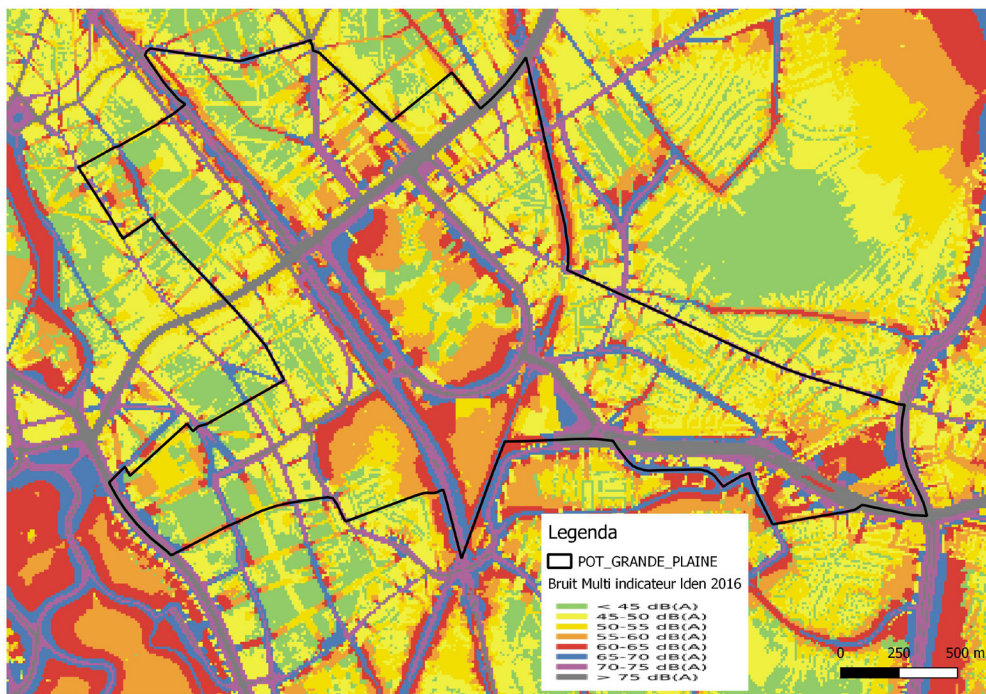 Legenda
POT_GRANDE_PLAINE
Bruit Multi indicateur lden 2016
< 45 dB(A)
45-50 dB(A)
50-55 dB(A)
55-60 dB(A)
60-65 dB(A)
65-70 dB(A)
70-75 dB(A)
> 75 dB(A)
0 250 500 m